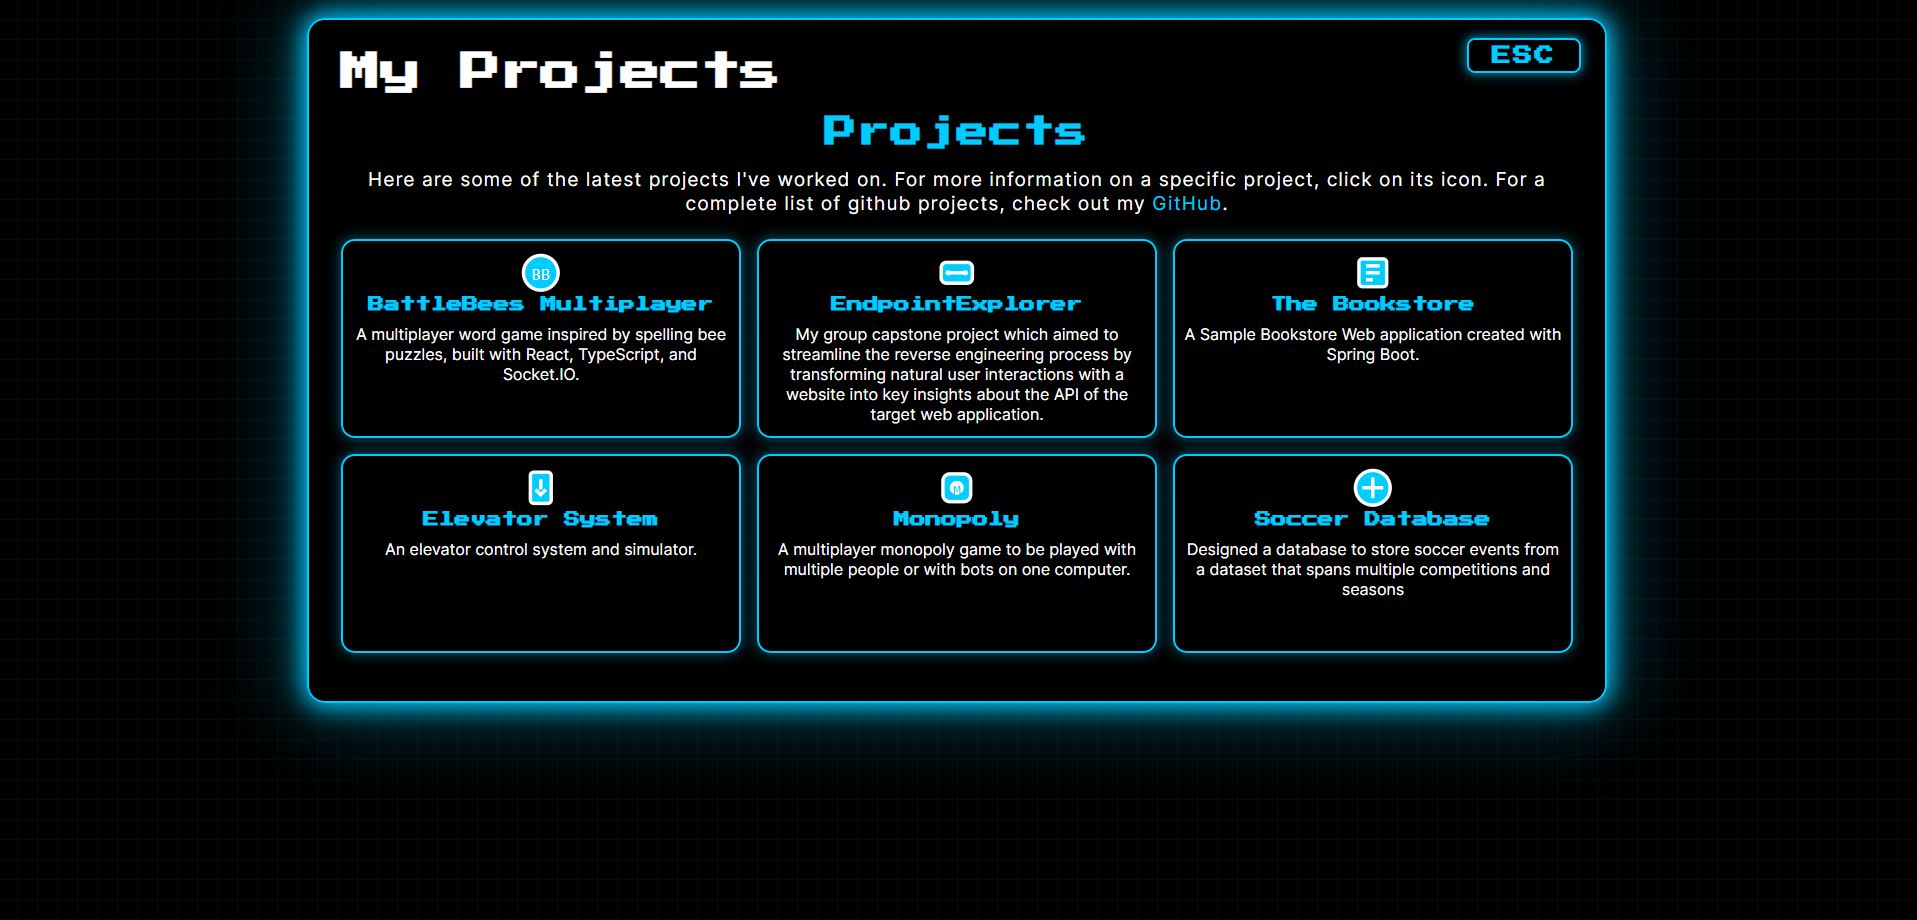 My Projects
ESC
Projects
Here are some of the latest projects I've worked on. For more information on a specific project, click on its icon. For a
complete list of github projects, check out my GitHub.
BB
BattleBees Multiplayer
A multiplayer word game inspired by spelling bee
puzzles, built with React, TypeScript, and
Socket.IO.
EndpointExplorer
My group capstone project which aimed to
streamline the reverse engineering process by
transforming natural user interactions with a
website into key insights about the API of the
target web application.
The Bookstore
A Sample Bookstore Web application created with
Spring Boot.
Elevator System
An elevator control system and simulator.
M
Monopoly
A multiplayer monopoly game to be played with
multiple people or with bots on one computer.
Soccer Database
Designed a database to store soccer events from
a dataset that spans multiple competitions and
seasons